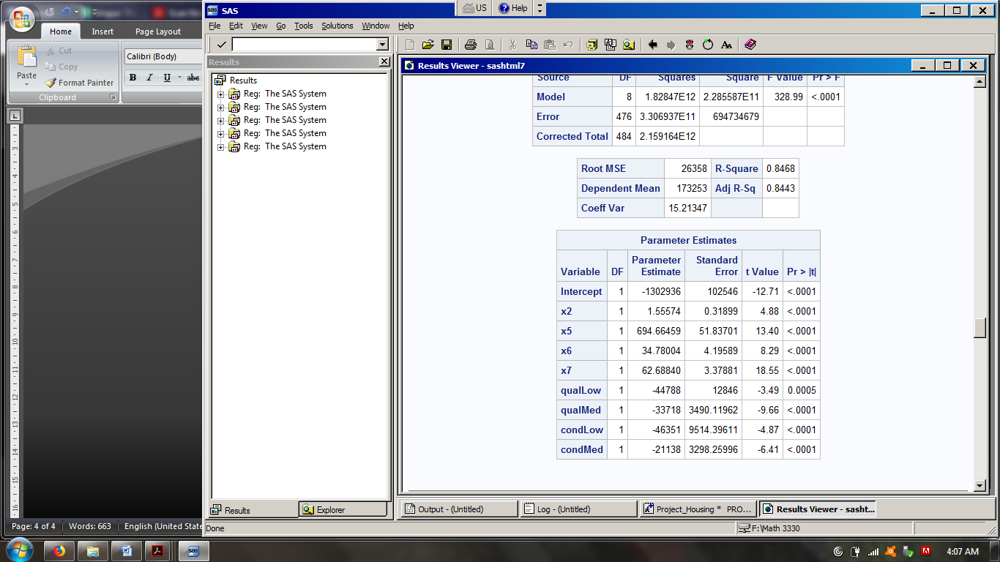 SAS
US
Help
Home
Insert
Page Layout
Paste
Cut
Copy
Format Painter
Clipboard
Calibri (Body)
B I U abc
File Edit View Go Tools Solutions Window Help
Results
Results
Reg: The SAS System
Reg: The SAS System
Reg: The SAS System
Reg: The SAS System
Reg: The SAS System
Results Viewer - sashtml7
Source DF Squares Square F Value Pr > F
Model 8 1.82847E12 2.285587E11 328.99 <.0001
Error 476 3.306937E11 694734679
Corrected Total 484 2.159164E12
Root MSE 26358 R-Square 0.8468
Dependent Mean 173253 Adj R-Sq 0.8443
Coeff Var 15.21347
Parameter Estimates
Variable DF Parameter Estimate Standard Error t Value Pr > |t|
Intercept 1 -1302936 102546 -12.71 <.0001
x2 1 1.55574 0.31899 4.88 <.0001
x5 1 694.66459 51.83701 13.40 <.0001
x6 1 34.78004 4.19589 8.29 <.0001
x7 1 62.68840 3.37881 18.55 <.0001
qualLow 1 -44788 12846 -3.49 0.0005
qualMed 1 -33718 3490.11962 -9.66 <.0001
condLow 1 -46351 9514.39611 -4.87 <.0001
condMed 1 -21138 3298.25996 -6.41 <.0001
Results
Explorer
Output - (Untitled)
Log - (Untitled)
Project_Housing * PRO...
Results Viewer - sasht...
Page: 4 of 4
Words: 663
English (United State
Done
F:\Math 3330
4:07 AM